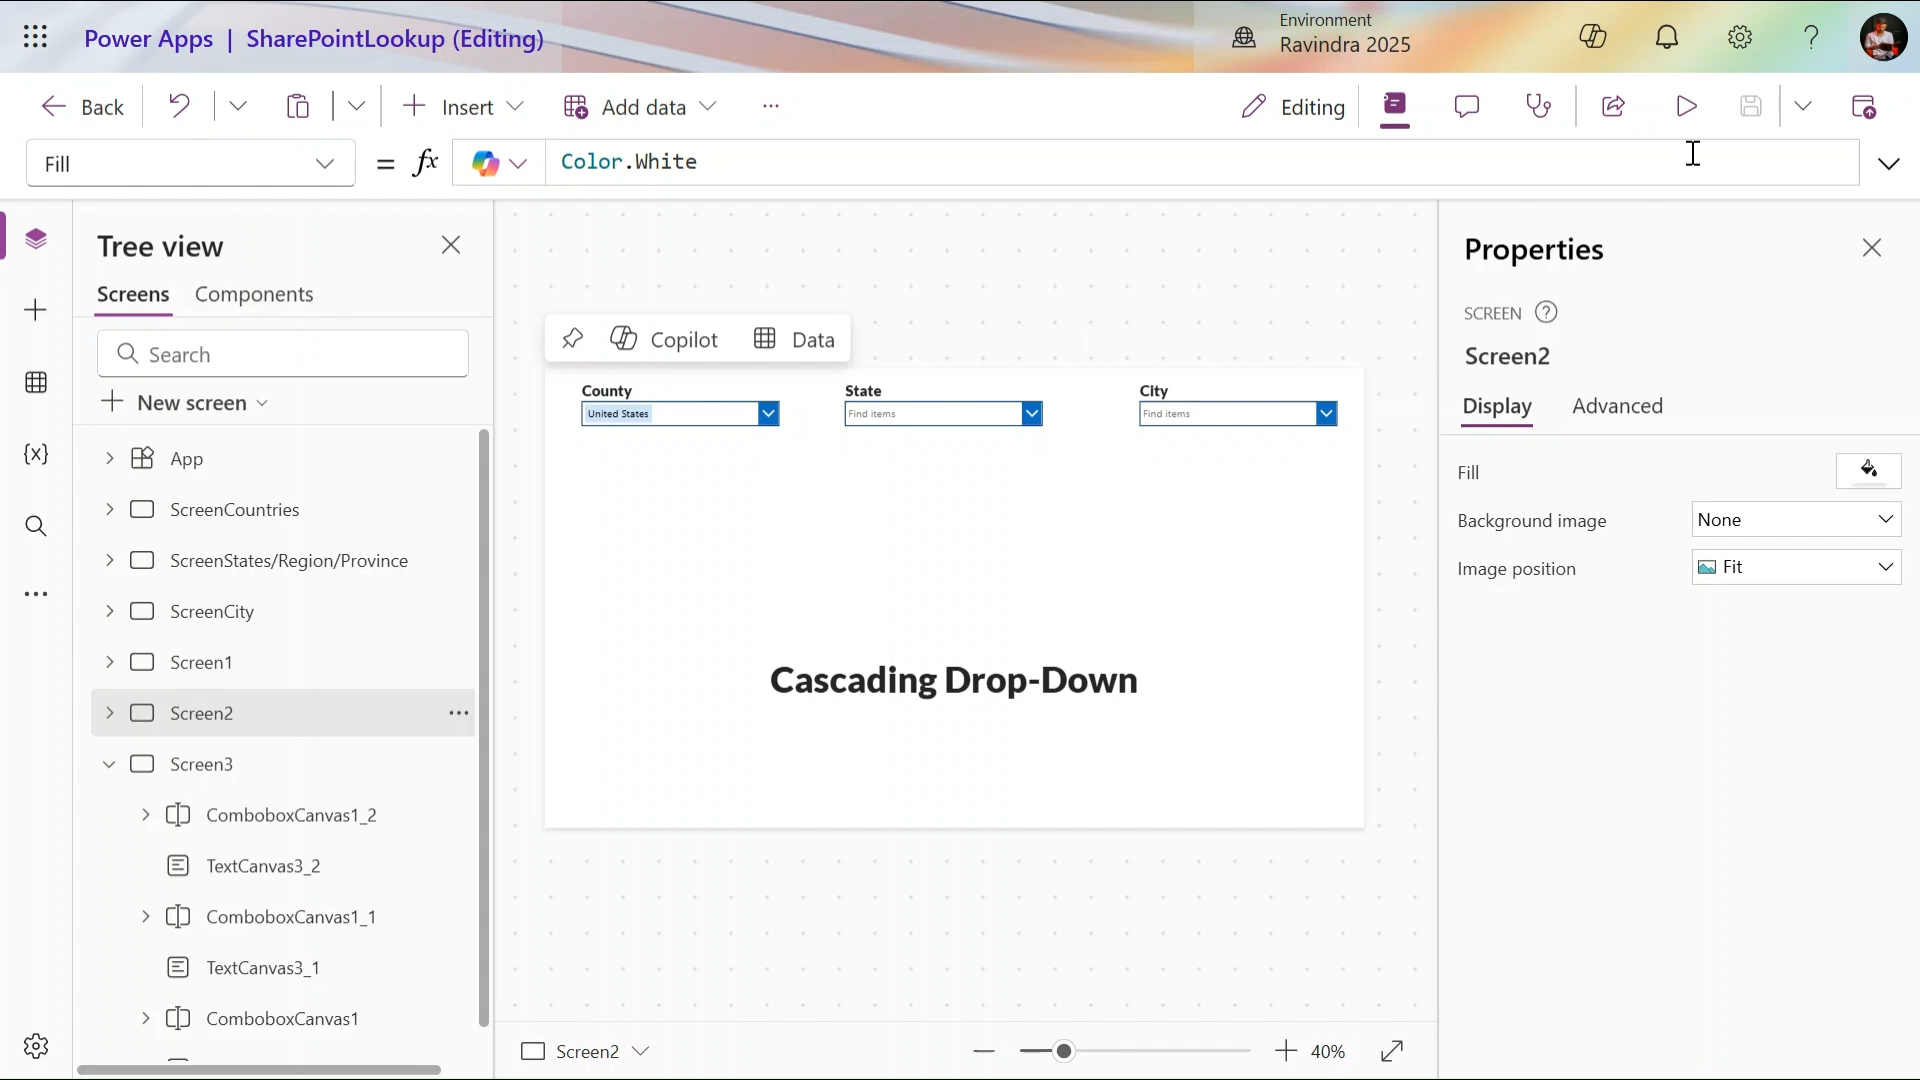 Power Apps | SharePointLookup (Editing)
Environment
Ravindra 2025
Back
Insert
Add data
Editing
Fill
= fx
Color.White
Tree view
Screens
Components
Search
New screen
App
ScreenCountries
ScreenStates/Region/Province
ScreenCity
Screen1
Screen2
Screen3
ComboboxCanvas1_2
TextCanvas3_2
ComboboxCanvas1_1
TextCanvas3_1
ComboboxCanvas1
Copilot
Data
County
State
City
United States
Find items
Find items
Cascading Drop-Down
Screen2
40%
Properties
SCREEN
Screen2
Display
Advanced
Fill
Background image
None
Image position
Fit